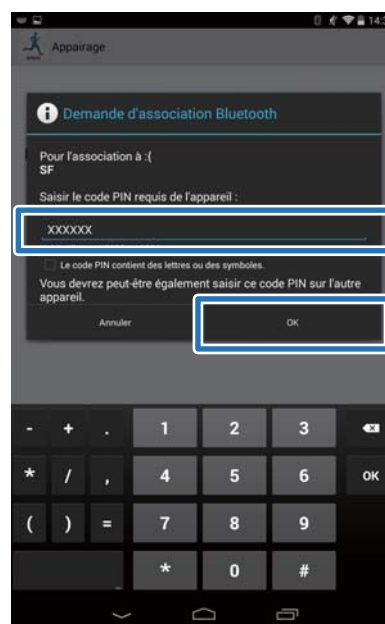 14:3
Appairage
Demande d'association Bluetooth
Pour l'association à :{
SF
Saisir le code PIN requis de l'appareil :
XXXXXX
Le code PIN contient des lettres ou des symboles.
Vous devrez peut-être également saisir ce code PIN sur l'autre
appareil.
Annuler OK
- + . 1 2 3
* / , 4 5 6 OK
( ) = 7 8 9
* 0 #